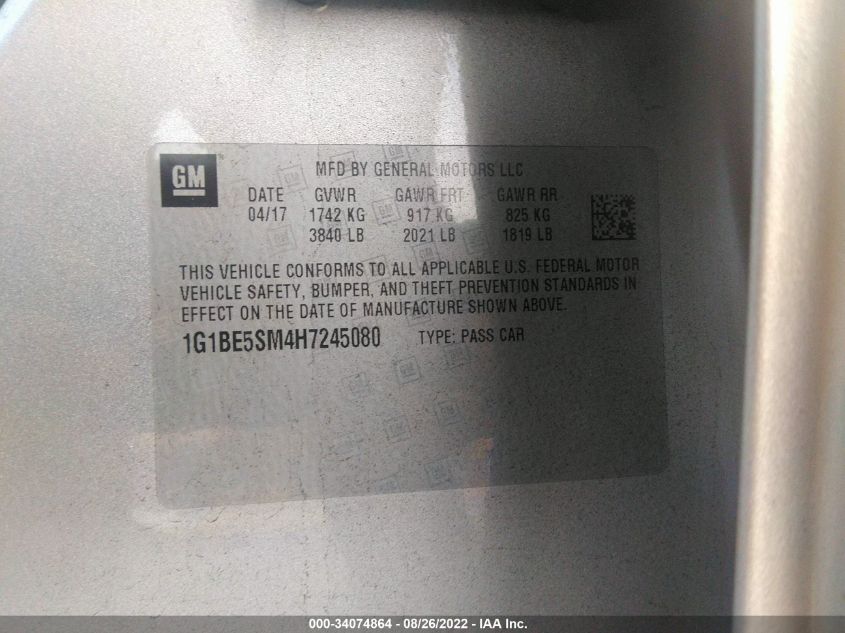 GM
MFD BY GENERAL MOTORS LLC
DATE GVWR GAWR FRT GAWR RR
04/17 1742 KG 917 KG 825 KG
3840 LB 2021 LB 1819 LB
THIS VEHICLE CONFORMS TO ALL APPLICABLE U.S. FEDERAL MOTOR
VEHICLE SAFETY, BUMPER, AND THEFT PREVENTION STANDARDS IN
EFFECT ON THE DATE OF MANUFACTURE SHOWN ABOVE.
1G1BE5SM4H7245080 TYPE: PASS CAR
000-34074864 / 08/26/2022 - IAA Inc.